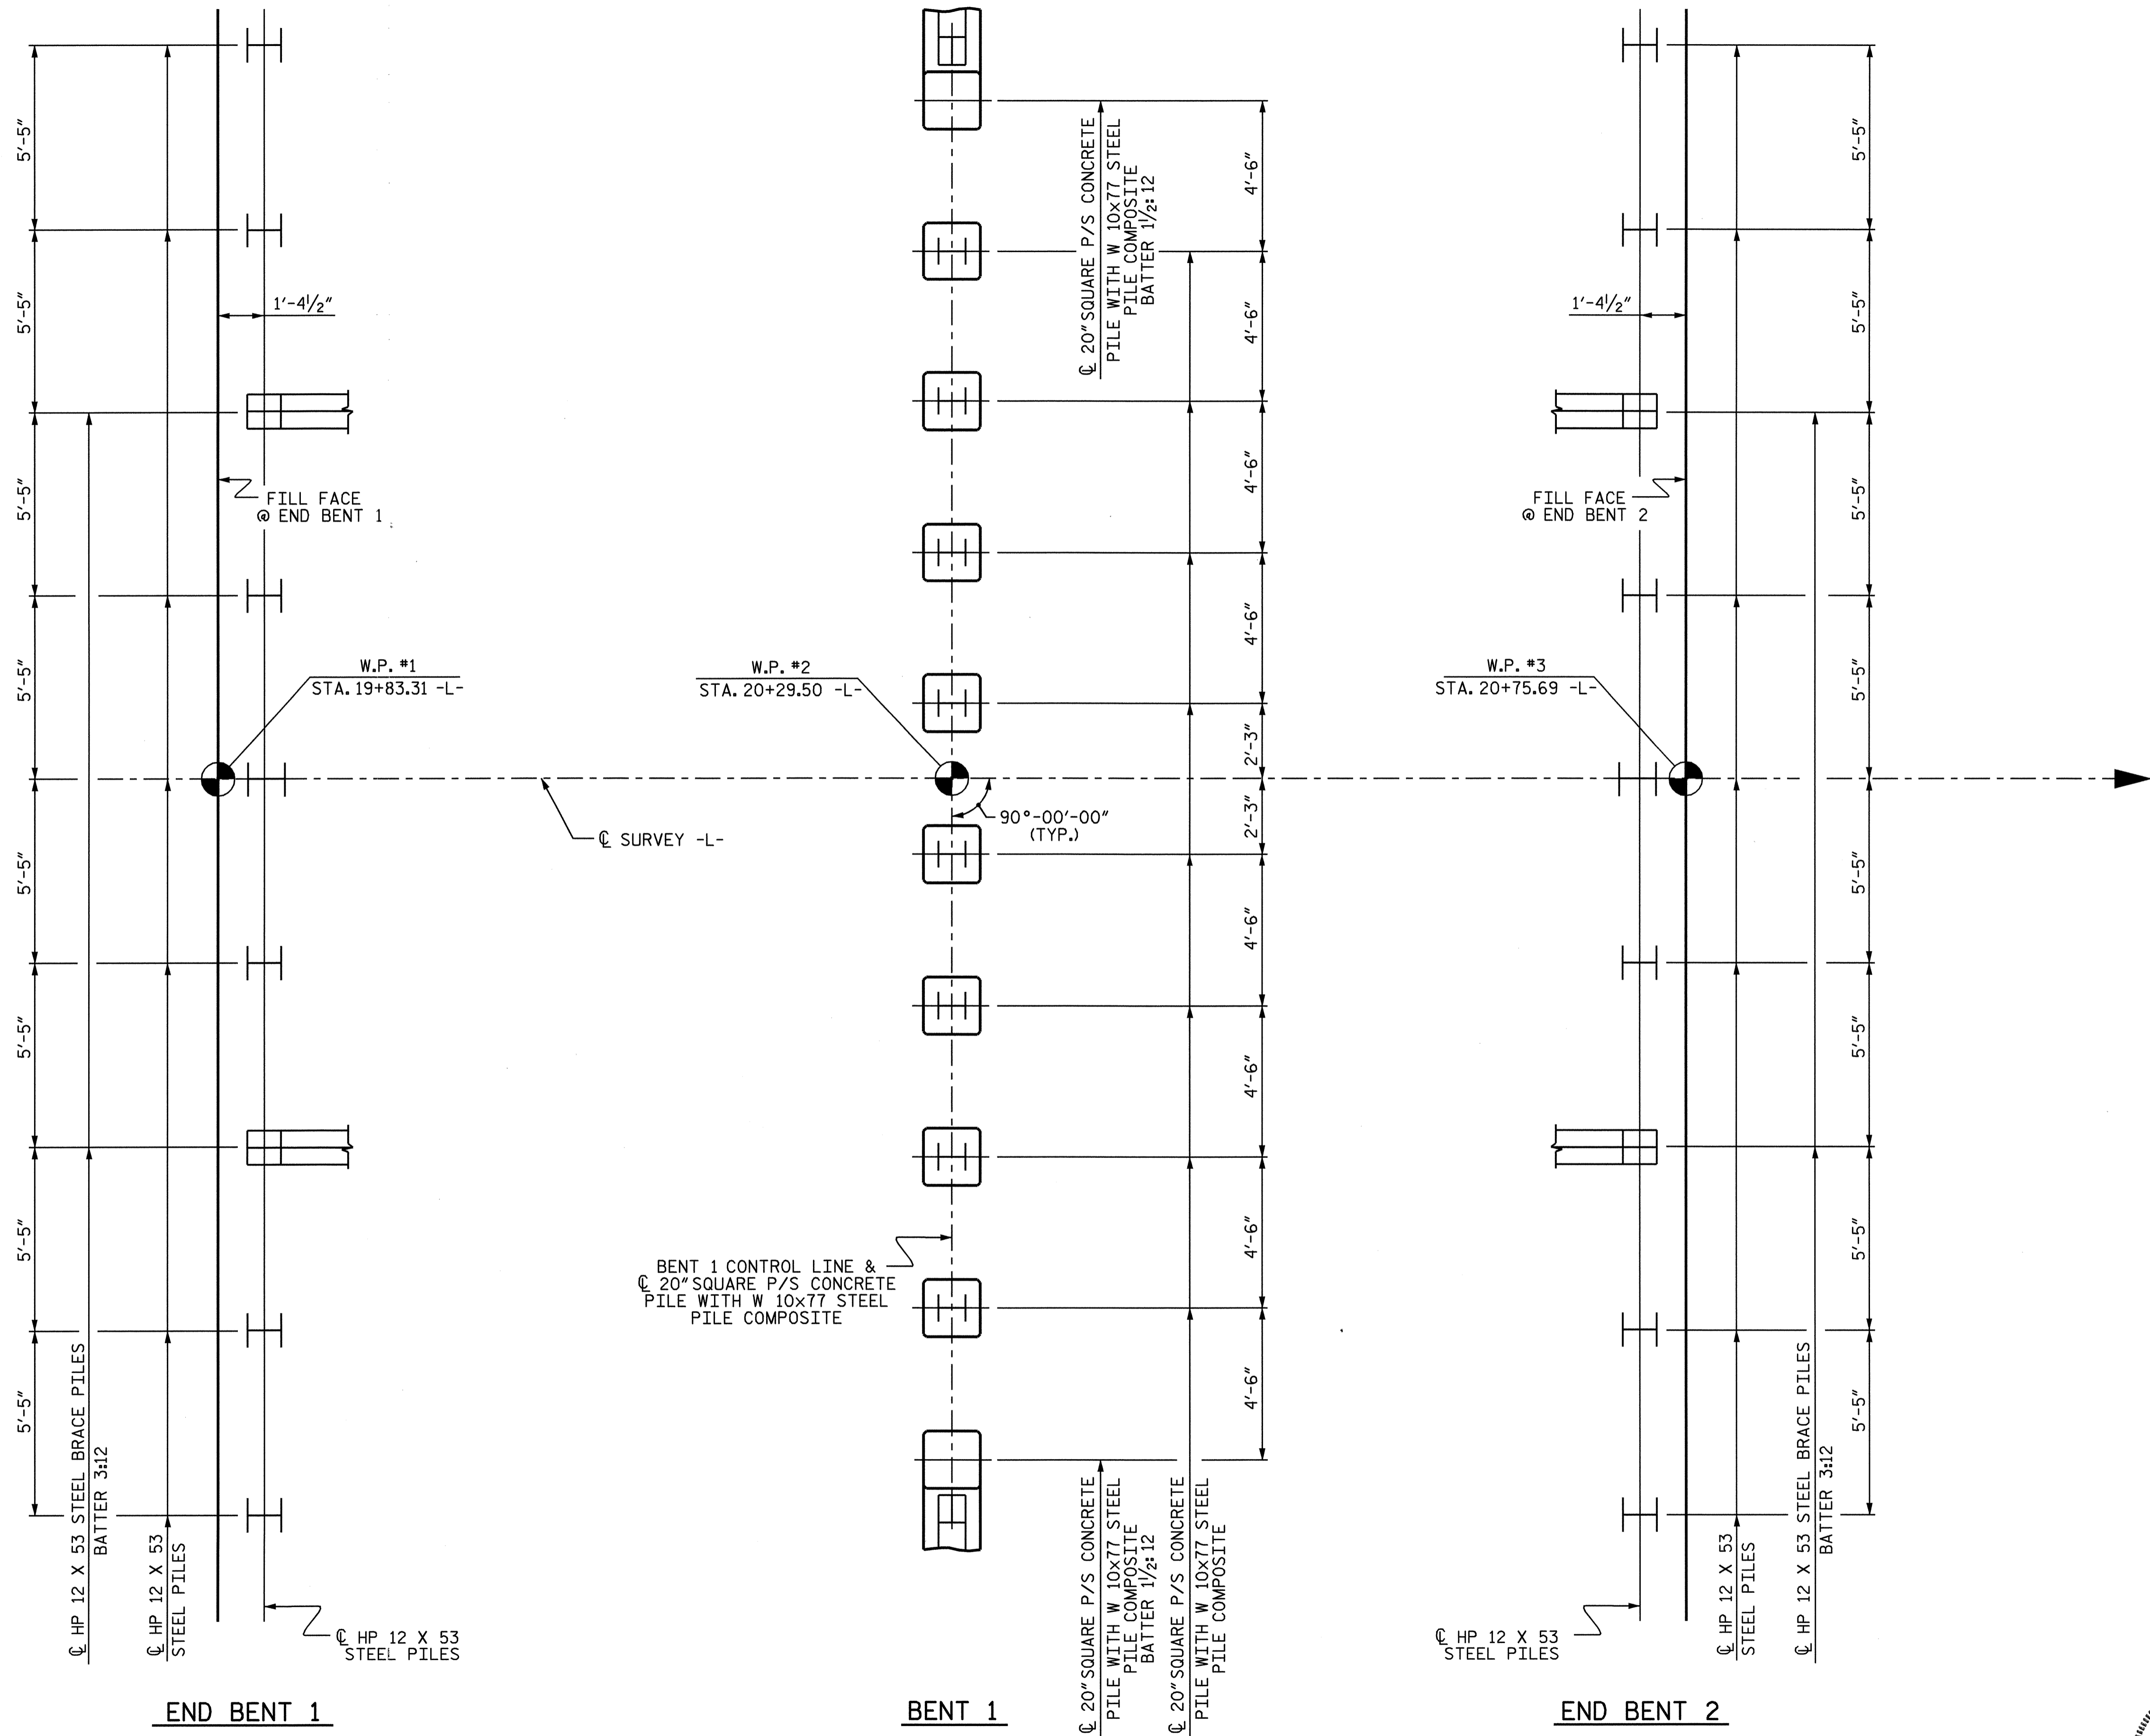 5'-5"
5'-5"
5'-5"
5'-5"
5'-5"
5'-5"
5'-5"
5'-5"
℄ HP 12 X 53 STEEL BRACE PILES
BATTER 3:12
℄ HP 12 X 53
STEEL PILES
1'-4½"
FILL FACE
@ END BENT 1
W.P. #1
STA. 19+83.31 -L-
℄ SURVEY -L-
℄ HP 12 X 53
STEEL PILES
END BENT 1
℄ 20" SQUARE P/S CONCRETE
PILE WITH W 10x77 STEEL
PILE COMPOSITE
BATTER 1½:12
4'-6"
4'-6"
4'-6"
4'-6"
2'-3"
2'-3"
4'-6"
4'-6"
4'-6"
4'-6"
W.P. #2
STA. 20+29.50 -L-
90°-00'-00"
(TYP.)
BENT 1 CONTROL LINE &
℄ 20" SQUARE P/S CONCRETE
PILE WITH W 10x77 STEEL
PILE COMPOSITE
℄ 20" SQUARE P/S CONCRETE
PILE WITH W 10x77 STEEL
PILE COMPOSITE
BATTER 1½:12
℄ 20" SQUARE P/S CONCRETE
PILE WITH W 10x77 STEEL
PILE COMPOSITE
BENT 1
1'-4½"
FILL FACE
@ END BENT 2
W.P. #3
STA. 20+75.69 -L-
5'-5"
5'-5"
5'-5"
5'-5"
5'-5"
5'-5"
5'-5"
5'-5"
℄ HP 12 X 53
STEEL PILES
℄ HP 12 X 53
STEEL PILES
℄ HP 12 X 53 STEEL BRACE PILES
BATTER 3:12
END BENT 2